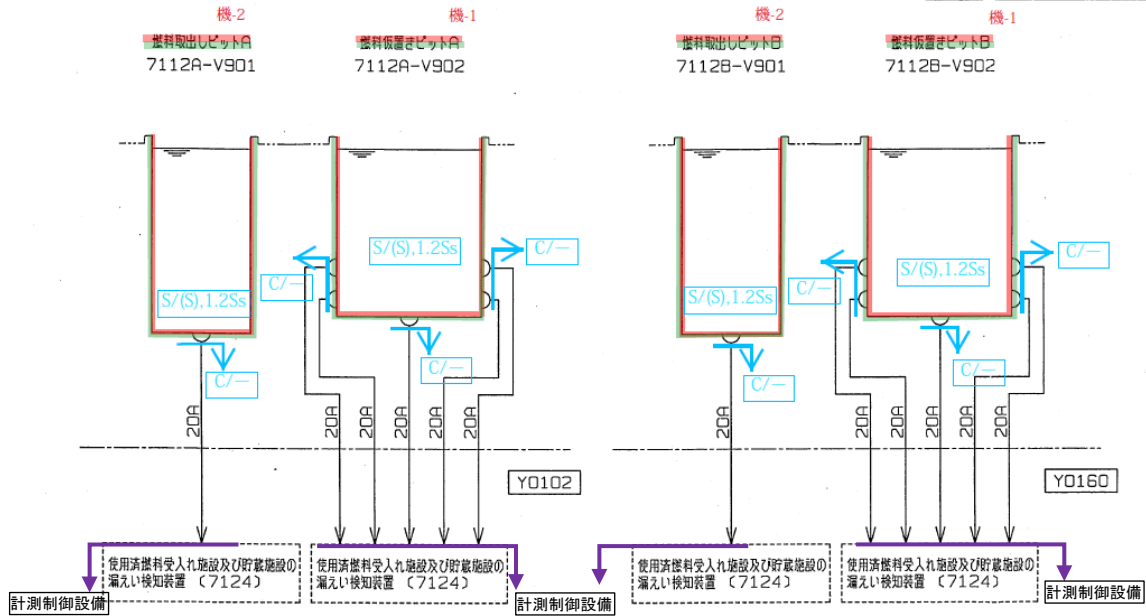 機-2
機-1
機-2
機-1
燃料取出しピットA
燃料仮置きピットA
燃料取出しピットB
燃料仮置きピットB
7112A-V901
7112A-V902
7112B-V901
7112B-V902
S/(S),1.2Ss
C/―
S/(S),1.2Ss
C/―
C/―
C/―
S/(S),1.2Ss
C/―
S/(S),1.2Ss
C/―
C/―
C/―
20A
20A
20A
20A
20A
20A
20A
20A
20A
20A
20A
20A
Y0102
Y0160
使用済燃料受入れ施設及び貯蔵施設の
漏えい検知装置 (7124)
使用済燃料受入れ施設及び貯蔵施設の
漏えい検知装置 (7124)
使用済燃料受入れ施設及び貯蔵施設の
漏えい検知装置 (7124)
使用済燃料受入れ施設及び貯蔵施設の
漏えい検知装置 (7124)
計測制御設備
計測制御設備
計測制御設備